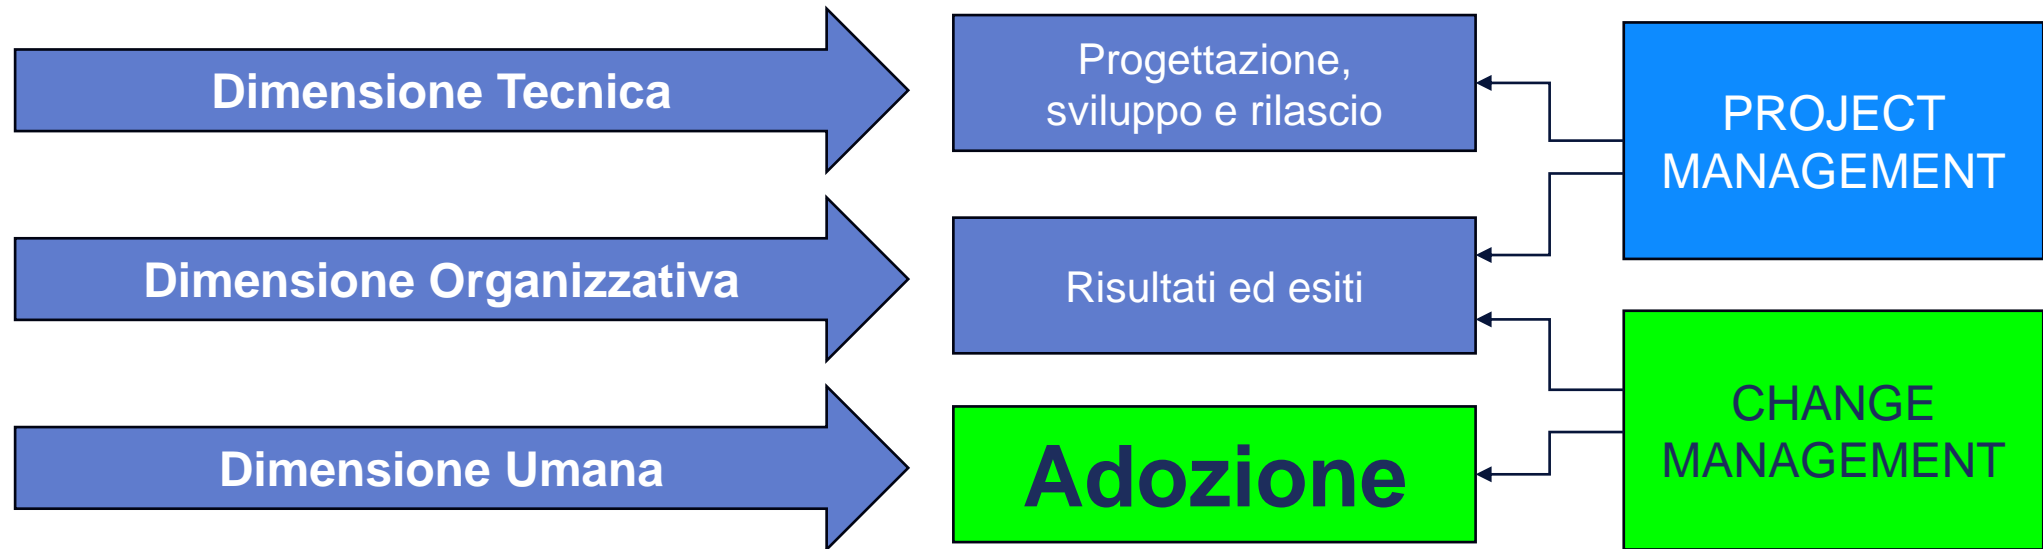 Dimensione Tecnica
Progettazione,
sviluppo e rilascio
PROJECT
MANAGEMENT
Dimensione Organizzativa
Risultati ed esiti
Dimensione Umana
Adozione
CHANGE
MANAGEMENT